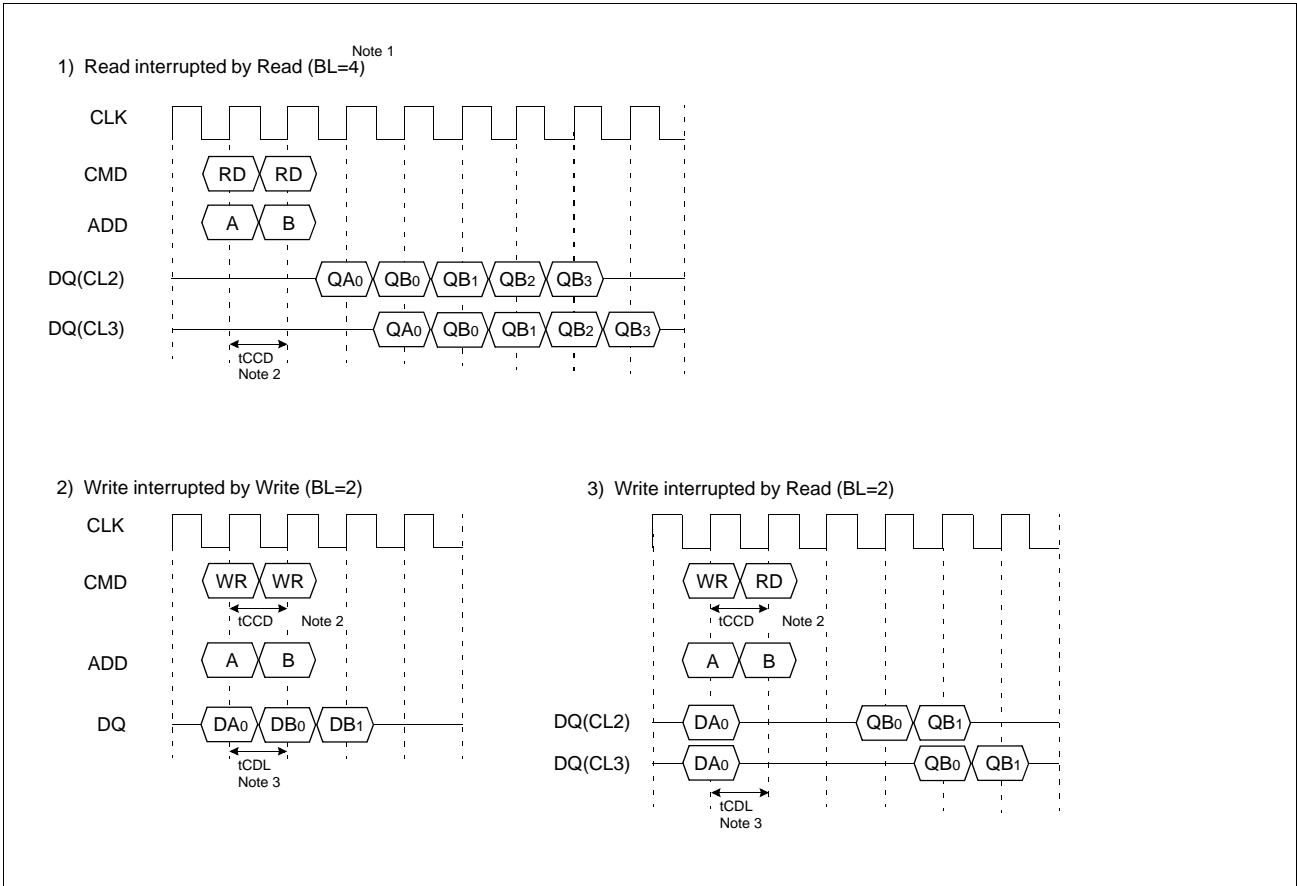 Note 1
1) Read interrupted by Read (BL=4)
CLK
CMD RD RD
ADD A B
DQ(CL2) QA0 QB0 QB1 QB2 QB3
DQ(CL3) QA0 QB0 QB1 QB2 QB3
tCCD
Note 2
2) Write interrupted by Write (BL=2)
CLK
CMD WR WR
tCCD Note 2
ADD A B
DQ DA0 DB0 DB1
tCDL
Note 3
3) Write interrupted by Read (BL=2)
WR RD
tCCD Note 2
A B
DQ(CL2) DA0 QB0 QB1
DQ(CL3) DA0 QB0 QB1
tCDL
Note 3